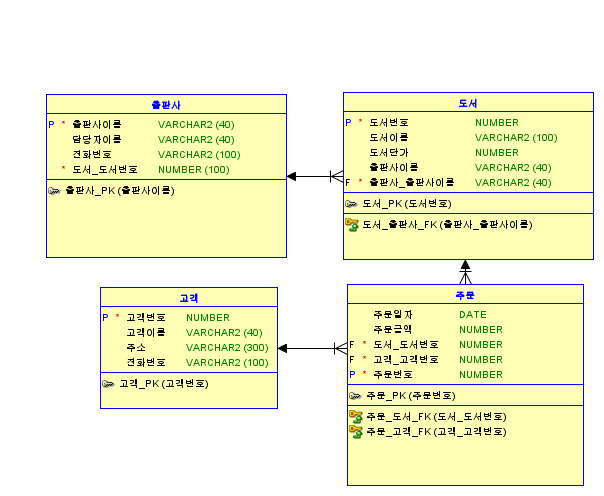 출판사
P * 출판사이름 VARCHAR2 (40)
담당자이름 VARCHAR2 (40)
전화번호 VARCHAR2 (100)
* 도서_도서번호 NUMBER (100)
출판사_PK (출판사이름)
도서
P * 도서번호 NUMBER
도서이름 VARCHAR2 (100)
도서단가 NUMBER
출판사이름 VARCHAR2 (40)
F * 출판사_출판사이름 VARCHAR2 (40)
도서_PK (도서번호)
도서_출판사_FK (출판사_출판사이름)
고객
P * 고객번호 NUMBER
고객이름 VARCHAR2 (40)
주소 VARCHAR2 (300)
전화번호 VARCHAR2 (100)
고객_PK (고객번호)
주문
주문일자 DATE
주문금액 NUMBER
F * 도서_도서번호 NUMBER
F * 고객_고객번호 NUMBER
P * 주문번호 NUMBER
주문_PK (주문번호)
주문_도서_FK (도서_도서번호)
주문_고객_FK (고객_고객번호)